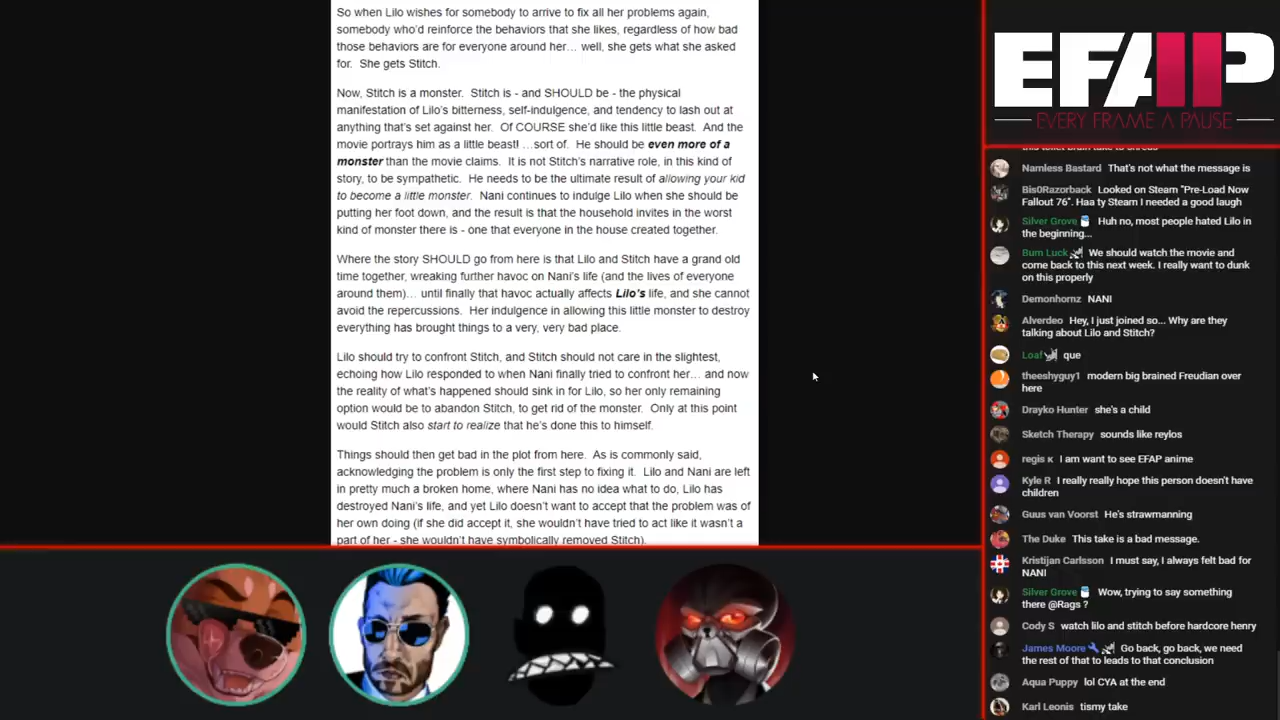 So when Lilo wishes for somebody to arrive to fix all her problems again,
somebody who'd reinforce the behaviors that she likes, regardless of how bad
those behaviors are for everyone around her… well, she gets what she asked
for. She gets Stitch.
Now, Stitch is a monster. Stitch is - and SHOULD be - the physical
manifestation of Lilo's bitterness, self-indulgence, and tendency to lash out at
anything that's set against her. Of COURSE she'd like this little beast. And the
movie portrays him as a little beast! …sort of. He should be even more of a
monster than the movie claims. It is not Stitch's narrative role, in this kind of
story, to be sympathetic. He needs to be the ultimate result of allowing your kid
to become a little monster. Nani continues to indulge Lilo when she should be
putting her foot down, and the result is that the household invites in the worst
kind of monster there is - one that everyone in the house created together.
Where the story SHOULD go from here is that Lilo and Stitch have a grand old
time together, wreaking further havoc on Nani's life (and the lives of everyone
around them)… until finally that havoc actually affects Lilo's life, and she cannot
avoid the repercussions. Her indulgence in allowing this little monster to destroy
everything has brought things to a very, very bad place.
Lilo should try to confront Stitch, and Stitch should not care in the slightest,
echoing how Lilo responded to when Nani finally tried to confront her… and now
the reality of what's happened should sink in for Lilo, so her only remaining
option would be to abandon Stitch, to get rid of the monster. Only at this point
would Stitch also start to realize that he's done this to himself.
Things should then get bad in the plot from here. As is commonly said,
acknowledging the problem is only the first step to fixing it. Lilo and Nani are left
in pretty much a broken home, where Nani has no idea what to do, Lilo has
destroyed Nani's life, and yet Lilo doesn't want to accept that the problem was of
her own doing (if she did accept it, she wouldn't have tried to act like it wasn't a
part of her - she wouldn't have symbolically removed Stitch).
EFAP
EVERY FRAME A PAUSE
Namless Bastard That's not what the message is
Bis0Razorback Looked on Steam "Pre-Load Now
Fallout 76". Haa ty Steam I needed a good laugh
Silver Grove Huh no, most people hated Lilo in
the beginning...
Bum Luck We should watch the movie and
come back to this next week. I really want to dunk
on this properly
Demonhornz NANI
Alverdeo Hey, I just joined so... Why are they
talking about Lilo and Stitch?
Loaf que
theeshyguy1 modern big brained Freudian over
here
Drayko Hunter she's a child
Sketch Therapy sounds like reylos
regis κ I am want to see EFAP anime
Kyle R I really really hope this person doesn't have
children
Guus van Voorst He's strawmanning
The Duke This take is a bad message.
Kristijan Carlsson I must say, I always felt bad for
NANI
Silver Grove Wow, trying to say something
there @Rags ?
Cody S watch lilo and stitch before hardcore henry
James Moore Go back, go back, we need
the rest of that to leads to that conclusion
Aqua Puppy lol CYA at the end
Karl Leonis tismy take